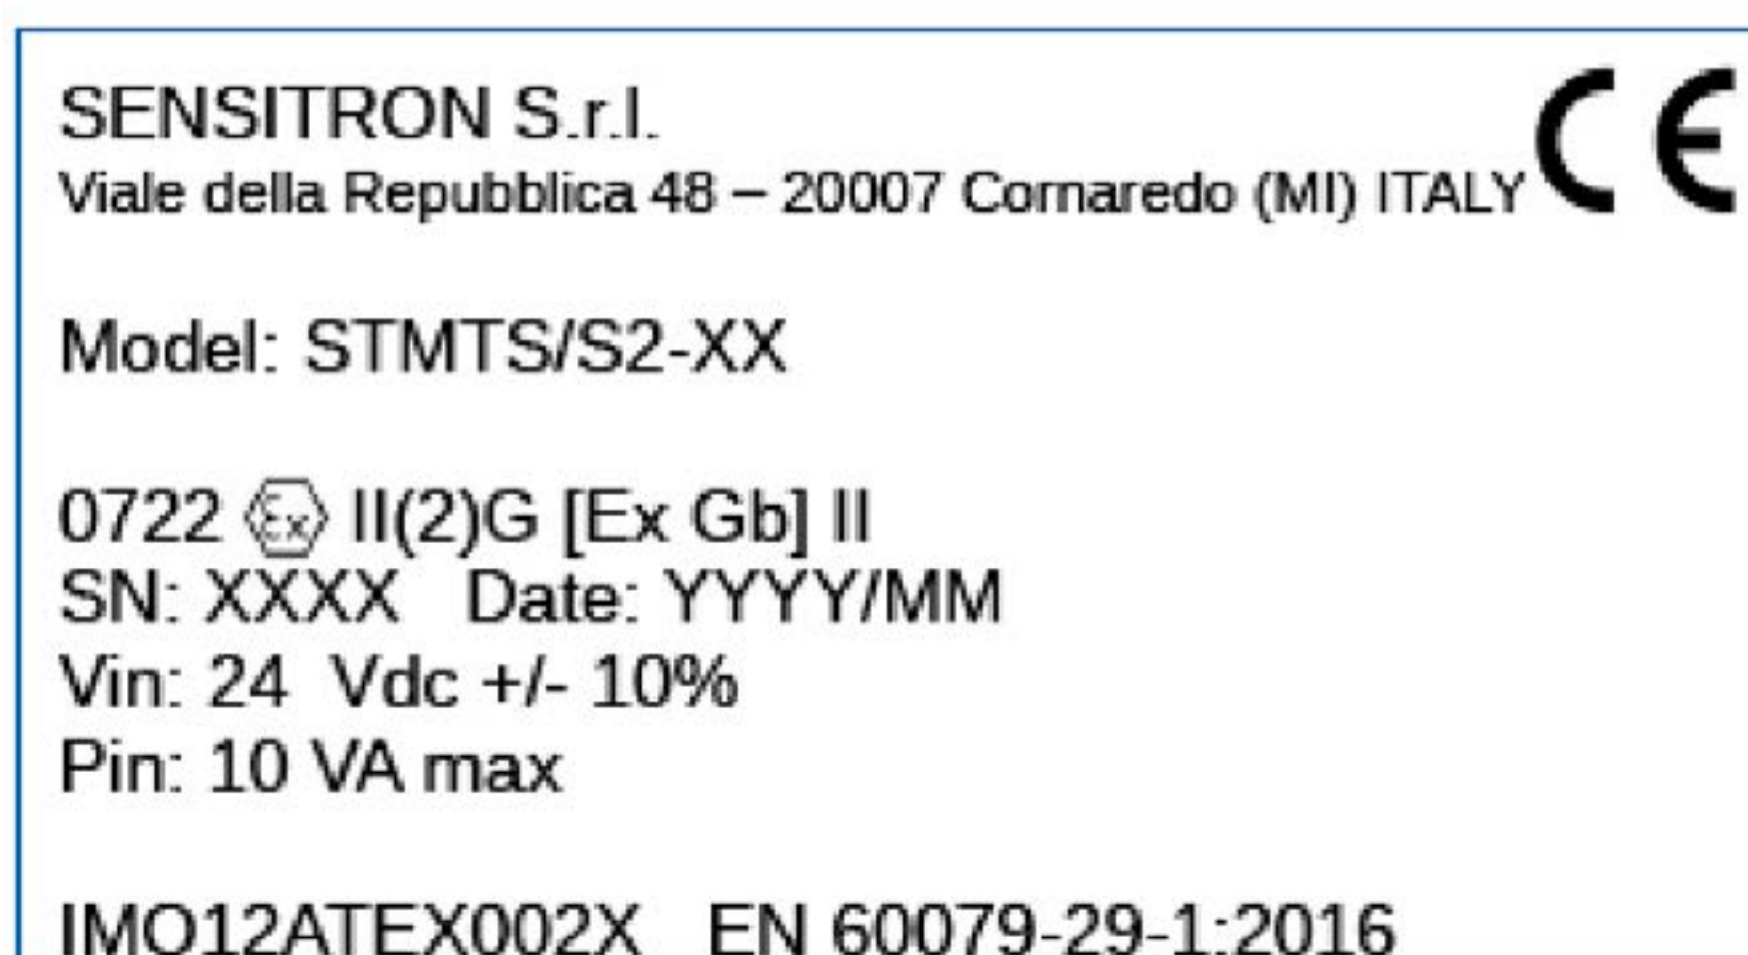 SENSITRON S.r.l.
Viale della Repubblica 48 – 20007 Cornaredo (MI) ITALY
CE
Model: STMTS/S2-XX
0722 Ex II(2)G [Ex Gb] II
SN: XXXX Date: YYYY/MM
Vin: 24 Vdc +/- 10%
Pin: 10 VA max
IMQ12ATEX002X EN 60079-29-1:2016